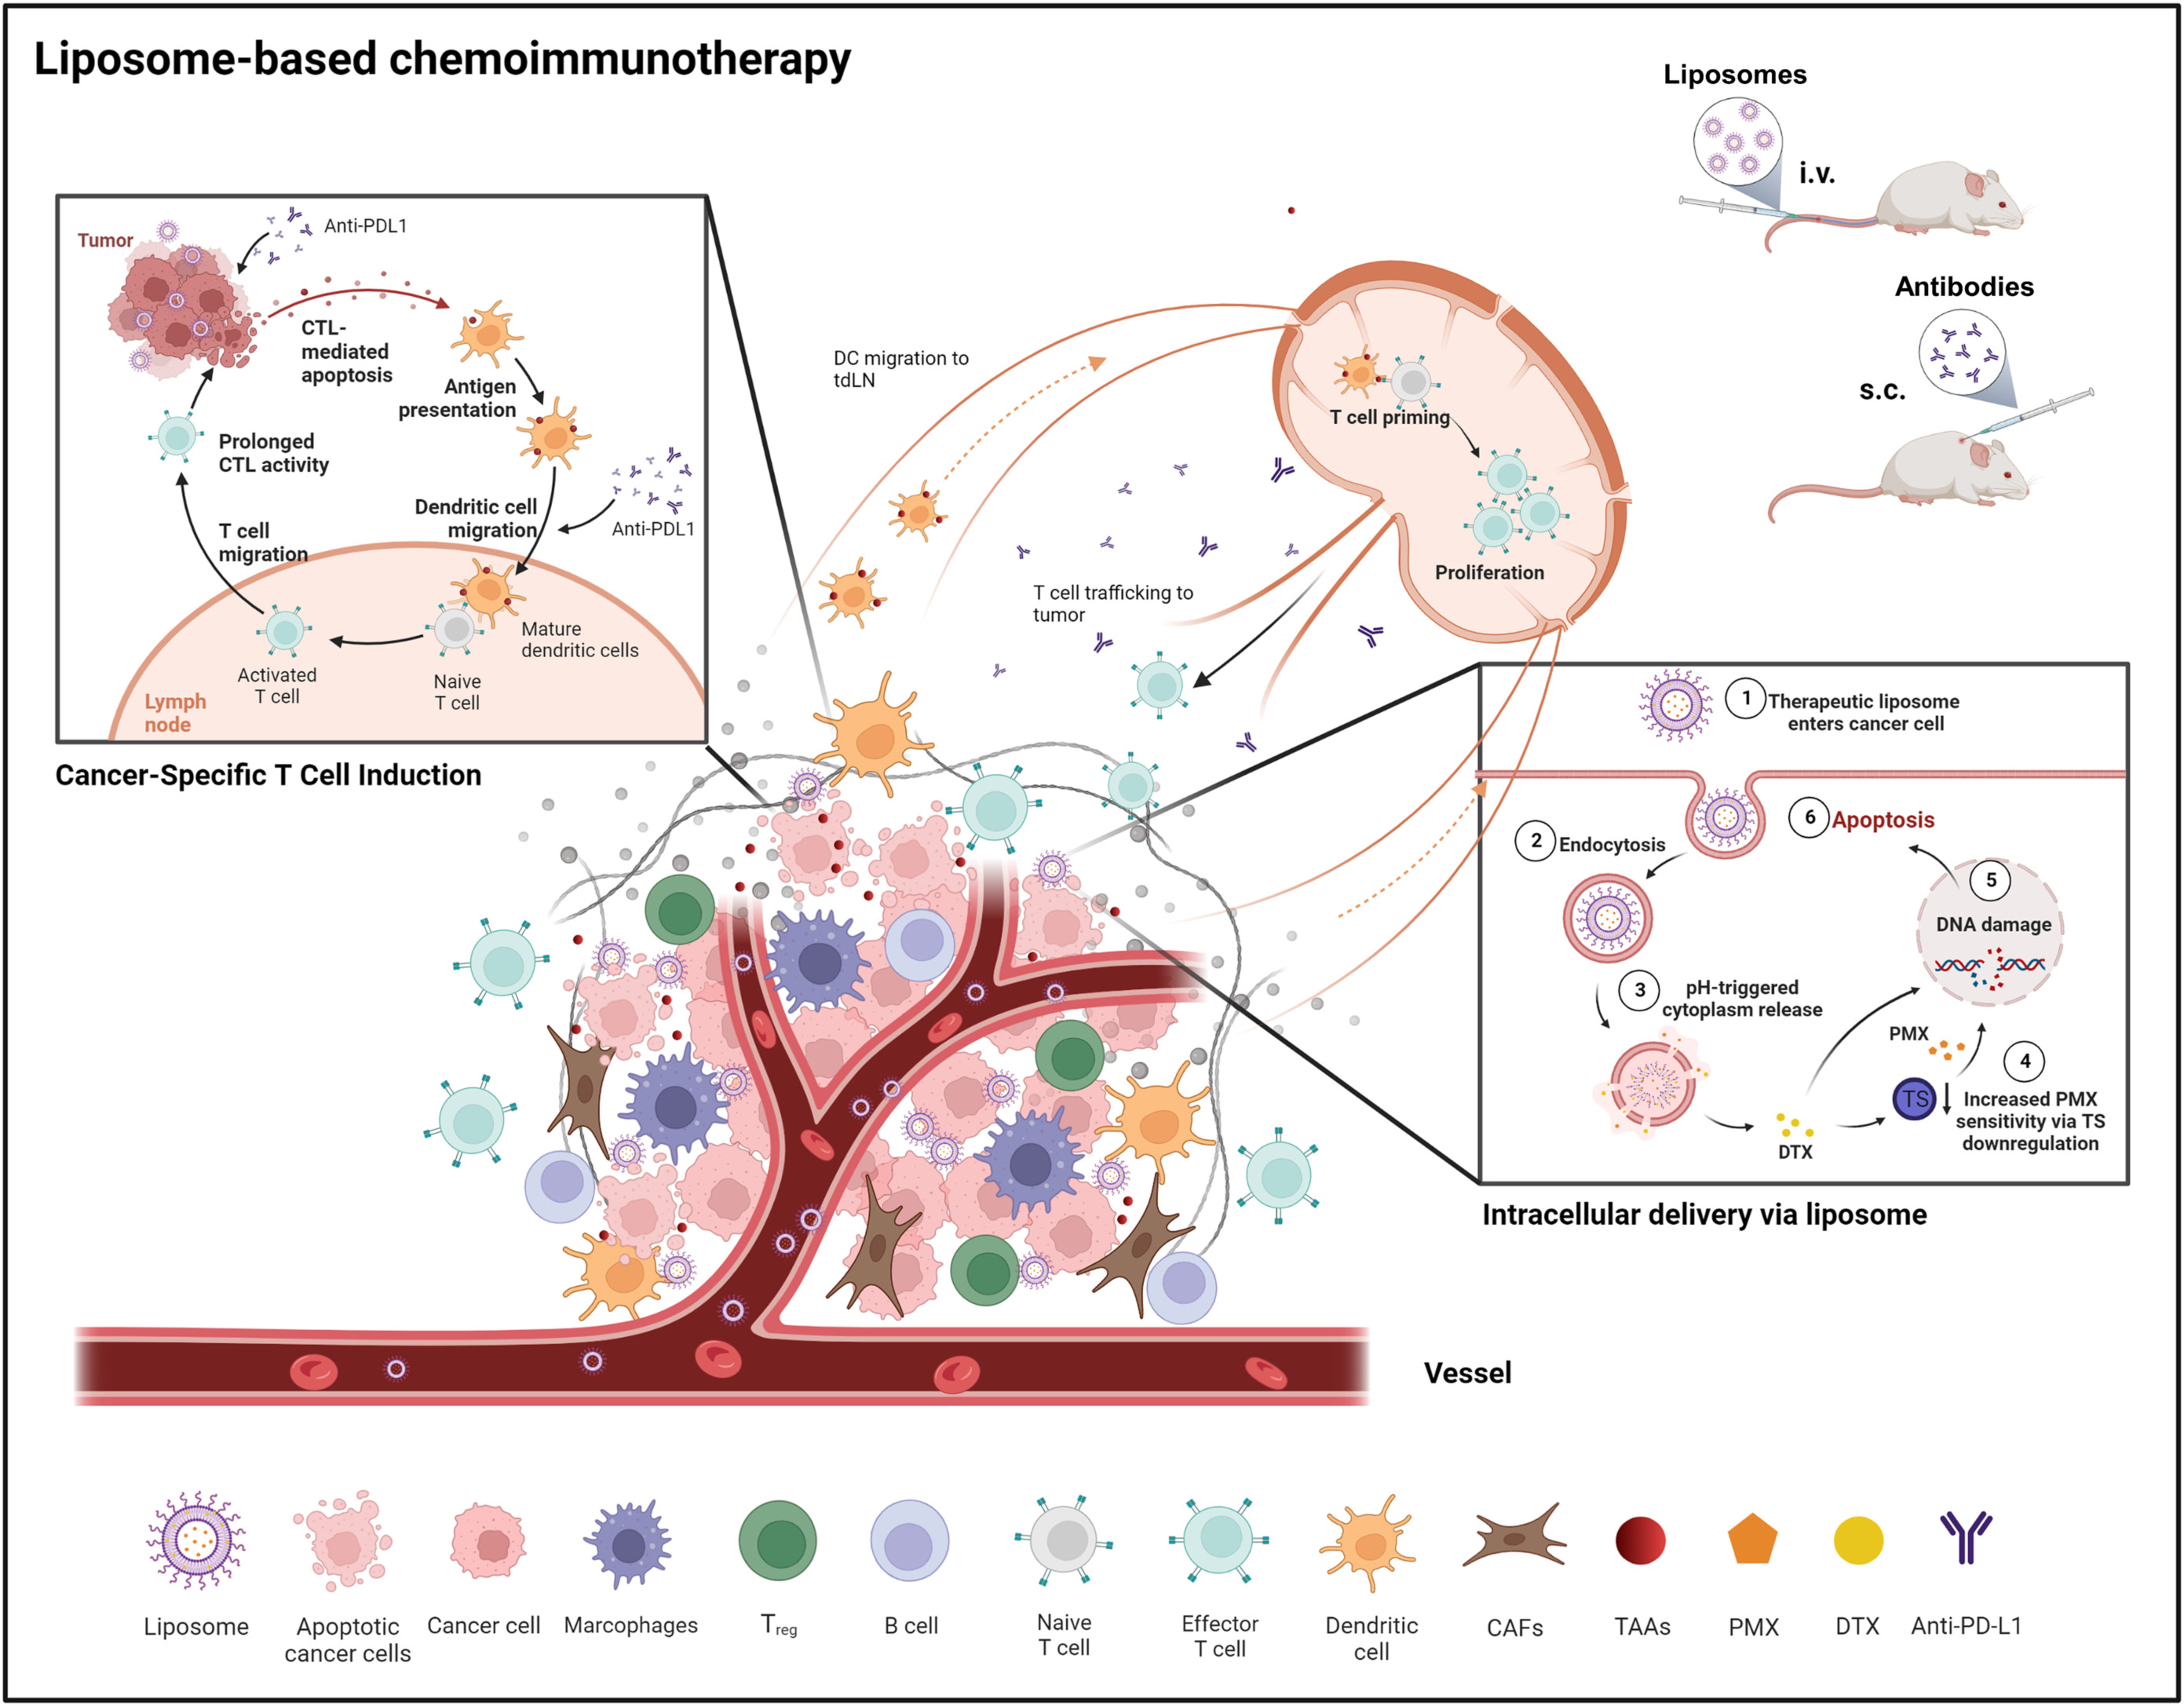 Liposome-based chemoimmunotherapy
Liposomes
i.v.
Antibodies
s.c.
Tumor
Anti-PDL1
CTL-
mediated
apoptosis
Antigen
presentation
Prolonged
CTL activity
Dendritic cell
migration
Anti-PDL1
T cell
migration
Mature
dendritic cells
Activated
T cell
Naive
T cell
Lymph
node
Cancer-Specific T Cell Induction
DC migration to
tdLN
T cell priming
Proliferation
T cell trafficking to
tumor
1 Therapeutic liposome
enters cancer cell
2 Endocytosis
6 Apoptosis
5
DNA damage
3 pH-triggered
cytoplasm release
PMX
4
TS
Increased PMX
sensitivity via TS
downregulation
DTX
Intracellular delivery via liposome
Vessel
Liposome
Apoptotic
cancer cells
Cancer cell
Marcophages
Treg
B cell
Naive
T cell
Effector
T cell
Dendritic
cell
CAFs
TAAs
PMX
DTX
Anti-PD-L1